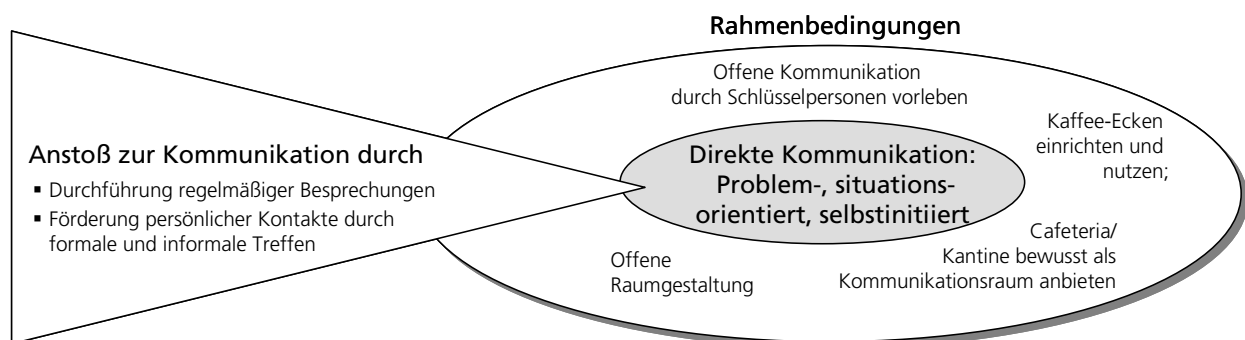 Rahmenbedingungen
Offene Kommunikation
durch Schlüsselpersonen vorleben
Kaffee-Ecken
einrichten und
nutzen;
Anstoß zur Kommunikation durch
▪ Durchführung regelmäßiger Besprechungen
▪ Förderung persönlicher Kontakte durch
formale und informale Treffen
Direkte Kommunikation:
Problem-, situations-
orientiert, selbstinitiiert
Offene
Raumgestaltung
Cafeteria/
Kantine bewusst als
Kommunikationsraum anbieten